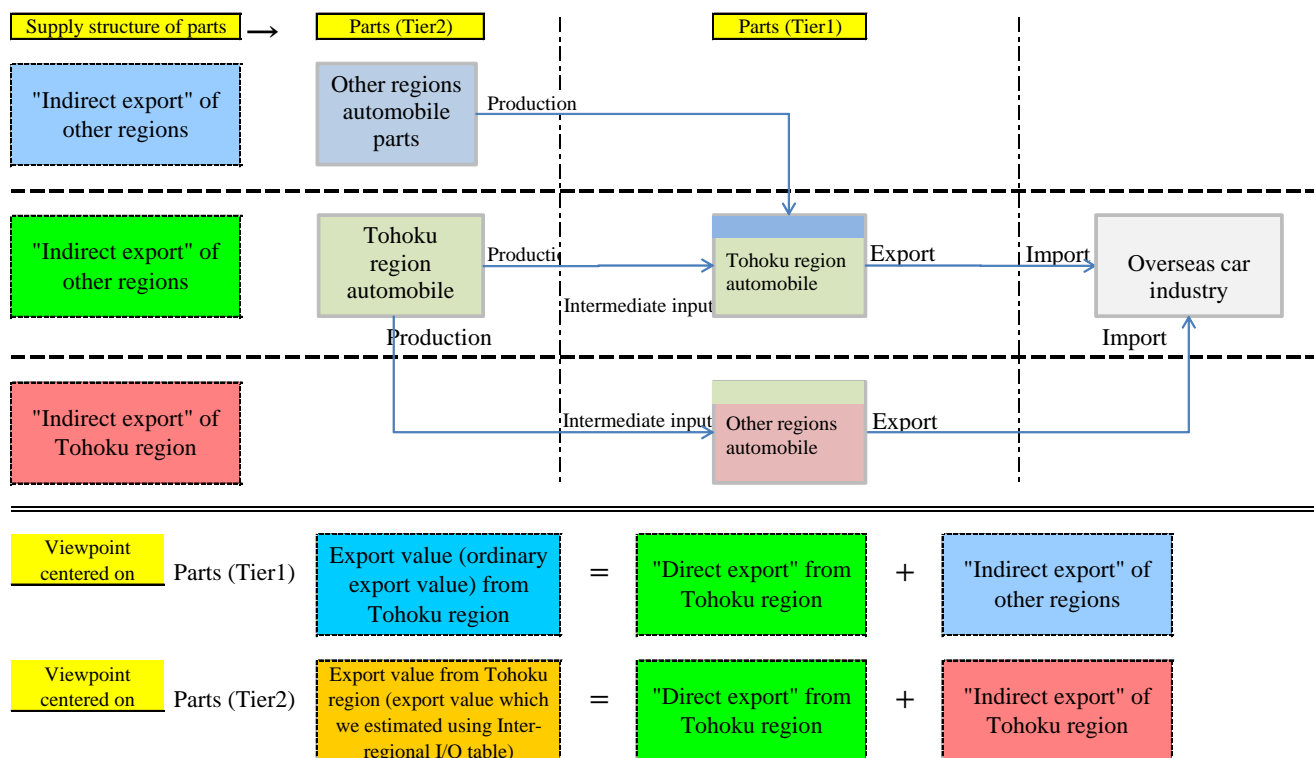 Supply structure of parts → Parts (Tier2) Parts (Tier1)
"Indirect export" of
other regions
Other regions
automobile
parts
Production
"Indirect export" of
other regions
Tohoku
region
automobile
Production
Intermediate input
Tohoku region
automobile
Export
Import
Overseas car
industry
Production
Import
"Indirect export" of
Tohoku region
Intermediate input
Other regions
automobile
Export
Viewpoint
centered on
Parts (Tier1)
Export value (ordinary
export value) from
Tohoku region
=
"Direct export" from
Tohoku region
+
"Indirect export" of
other regions
Viewpoint
centered on
Parts (Tier2)
Export value from Tohoku
region (export value which
we estimated using Inter-
regional I/O table)
=
"Direct export" from
Tohoku region
+
"Indirect export" of
Tohoku region